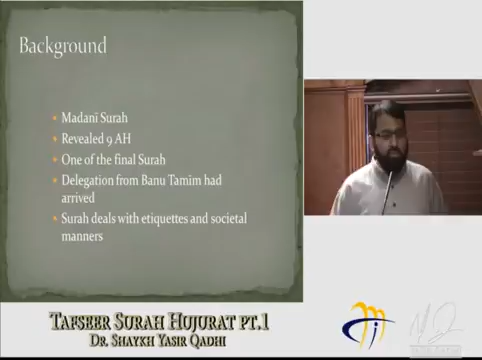 Background
Madani Surah
Revealed 9 AH
One of the final Surah
Delegation from Banu Tamim had
arrived
Surah deals with etiquettes and societal
manners
Tafseer Surah Hujurat pt.1
Dr. Shaykh Yasir Qadhi